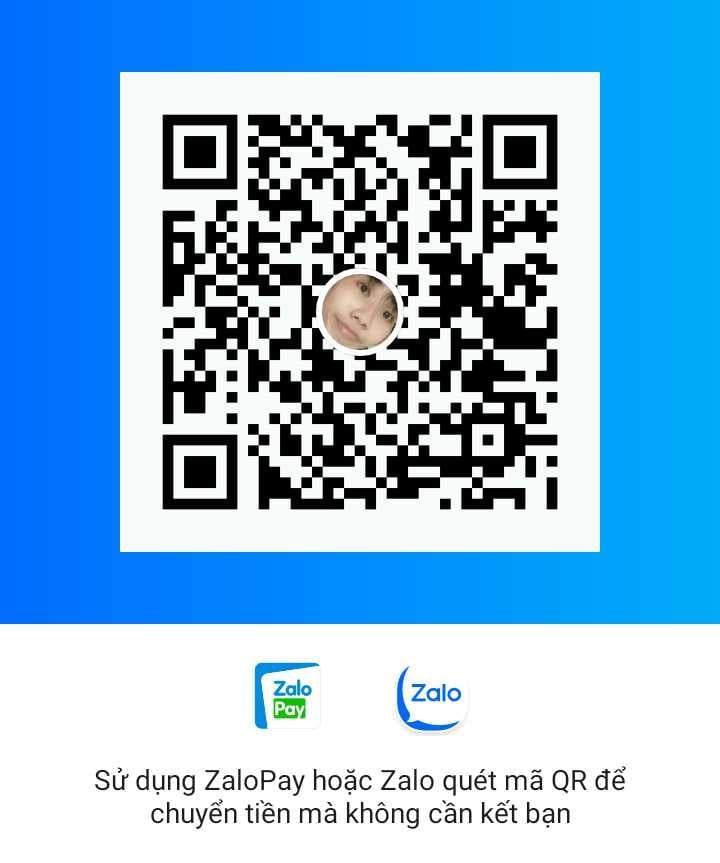 Zalo
Pay
Zalo
Sử dụng ZaloPay hoặc Zalo quét mã QR để
chuyển tiền mà không cần kết bạn